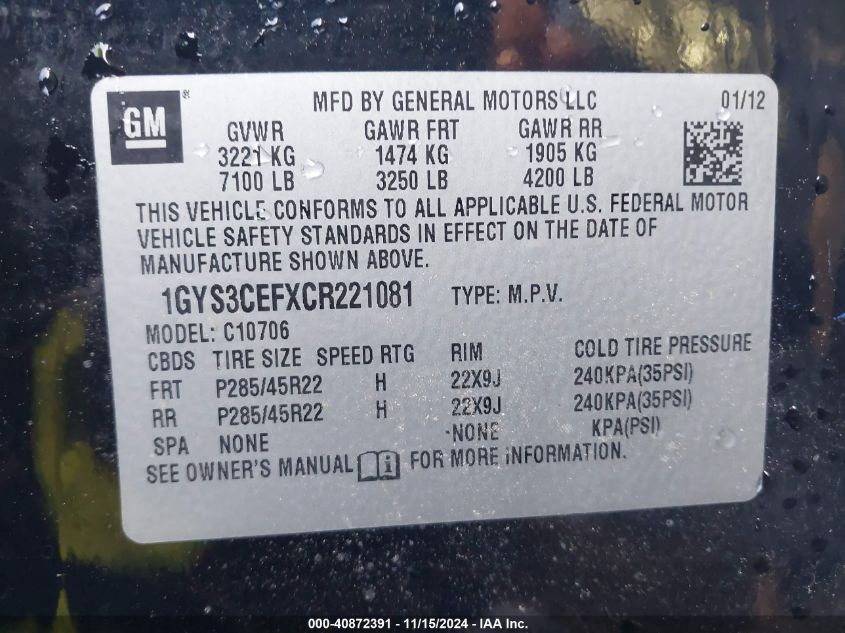 GM ®
MFD BY GENERAL MOTORS LLC 01/12
GVWR GAWR FRT GAWR RR
3221 KG 1474 KG 1905 KG
7100 LB 3250 LB 4200 LB
THIS VEHICLE CONFORMS TO ALL APPLICABLE U.S. FEDERAL MOTOR
VEHICLE SAFETY STANDARDS IN EFFECT ON THE DATE OF
MANUFACTURE SHOWN ABOVE.
1GYS3CEFXCR221081 TYPE: M.P.V.
MODEL: C10706
CBDS TIRE SIZE SPEED RTG RIM COLD TIRE PRESSURE
FRT P285/45R22 H 22X9J 240KPA(35PSI)
RR P285/45R22 H 22X9J 240KPA(35PSI)
SPA NONE NONE KPA(PSI)
SEE OWNER'S MANUAL i FOR MORE INFORMATION.
000-40872391 - 11/15/2024 - IAA Inc.